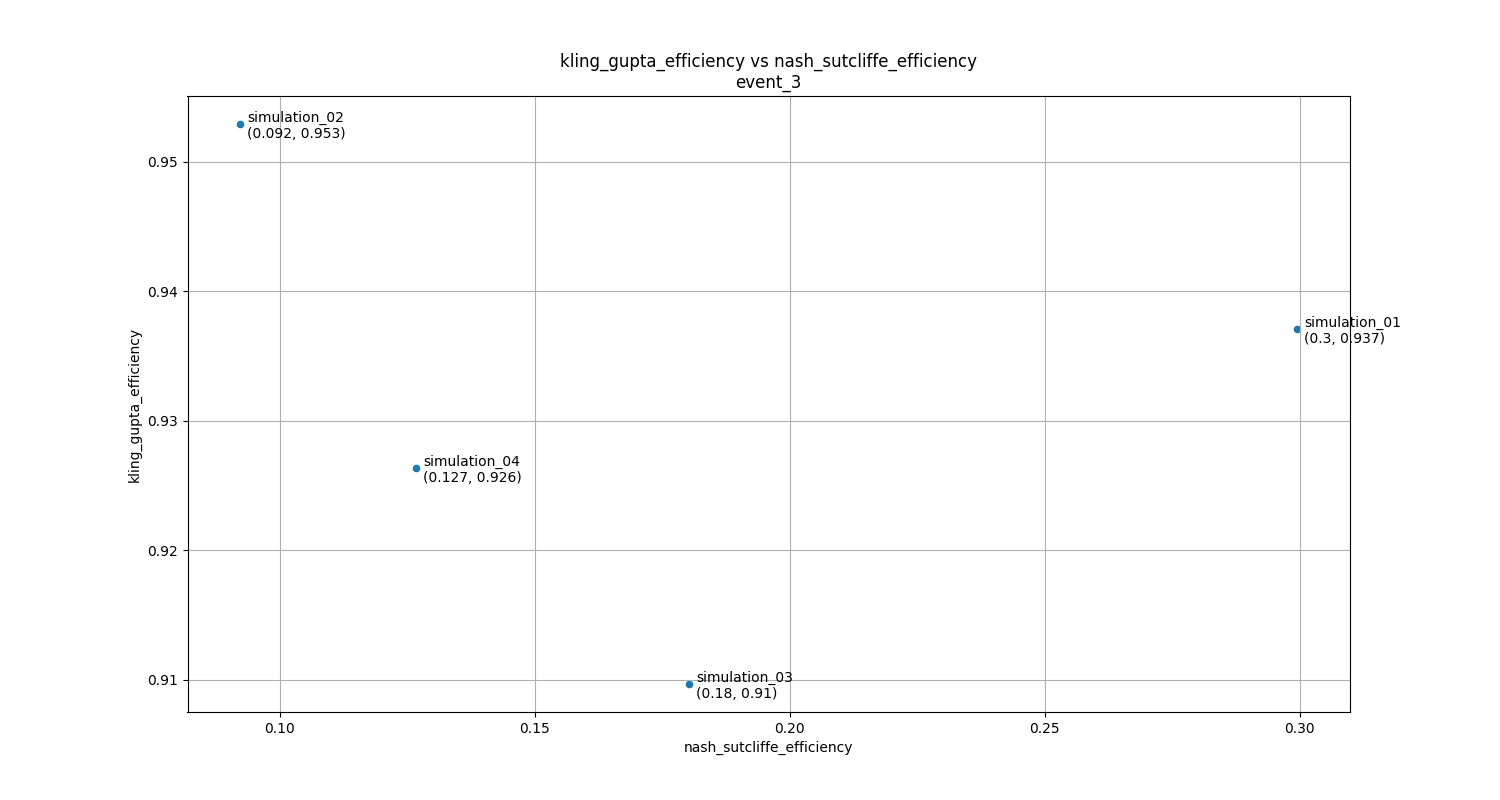 kling_gupta_efficiency vs nash_sutcliffe_efficiency
event_3
simulation_02
(0.092, 0.953)
0.95
0.94
simulation_01
(0.3, 0.937)
kling_gupta_efficiency
0.93
simulation_04
(0.127, 0.926)
0.92
simulation_03
(0.18, 0.91)
0.91
0.10 0.15 0.20 0.25 0.30
nash_sutcliffe_efficiency